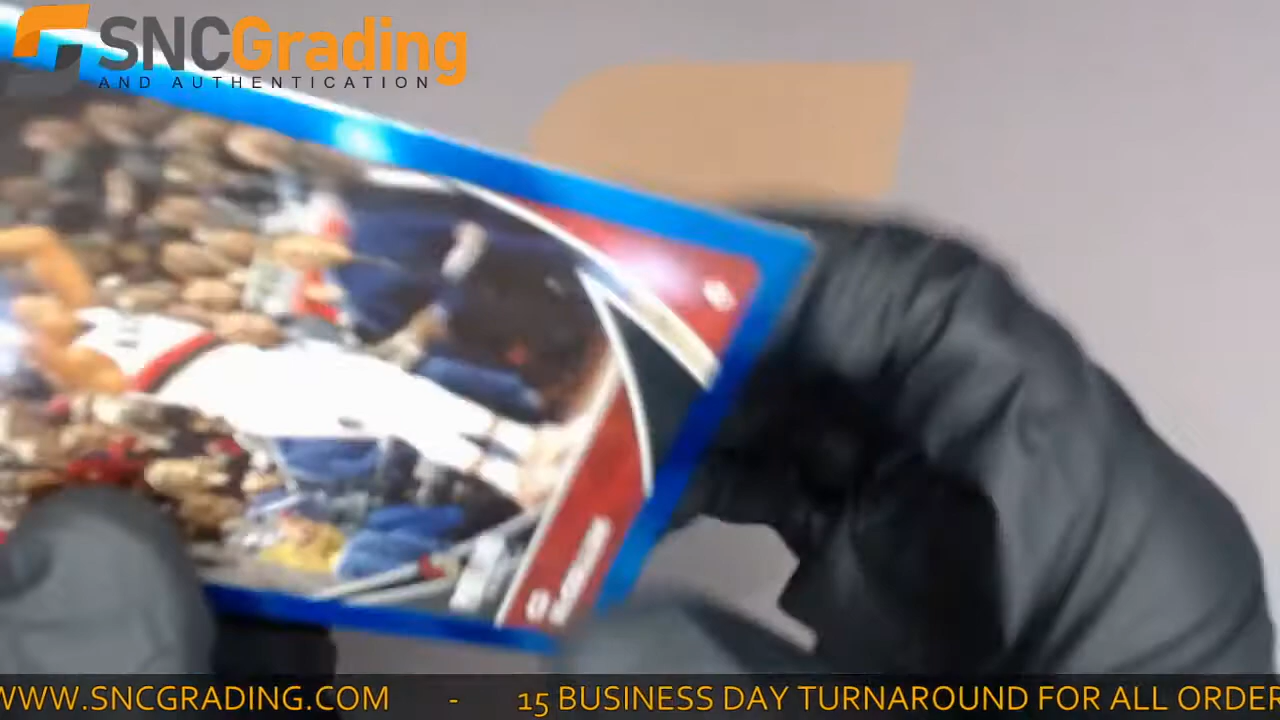 SNCGrading
AND AUTHENTICATION
WWW.SNCGRADING.COM - 15 BUSINESS DAY TURNAROUND FOR ALL ORDER